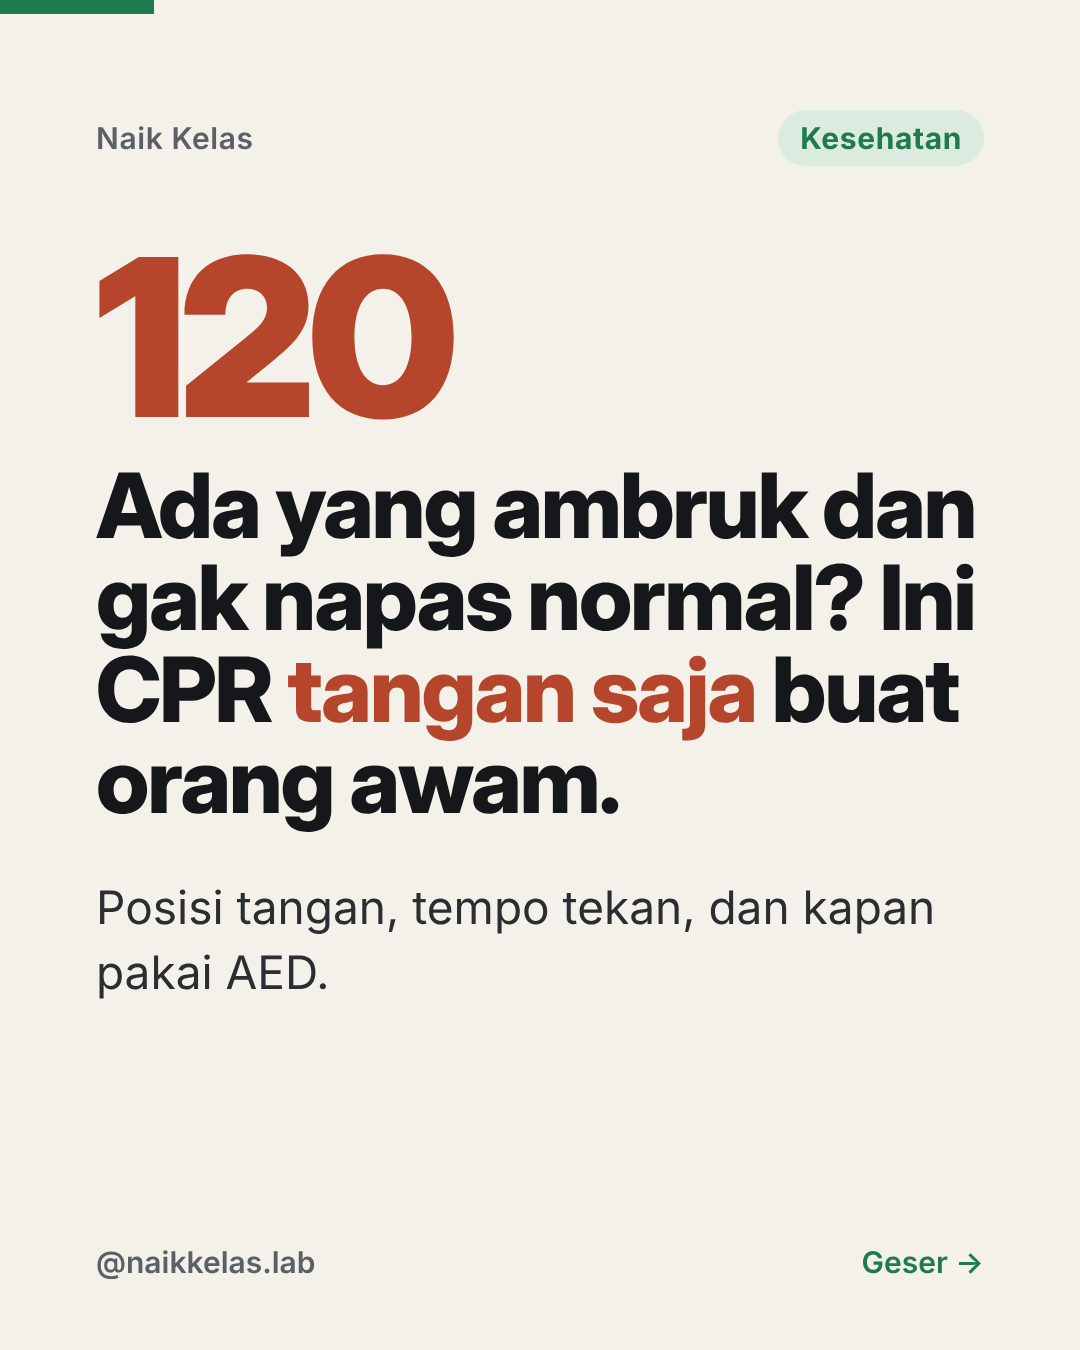 Naik Kelas
Kesehatan
120
Ada yang ambruk dan
gak napas normal? Ini
CPR tangan saja buat
orang awam.
Posisi tangan, tempo tekan, dan kapan
pakai AED.
@naikkelas.lab
Geser →